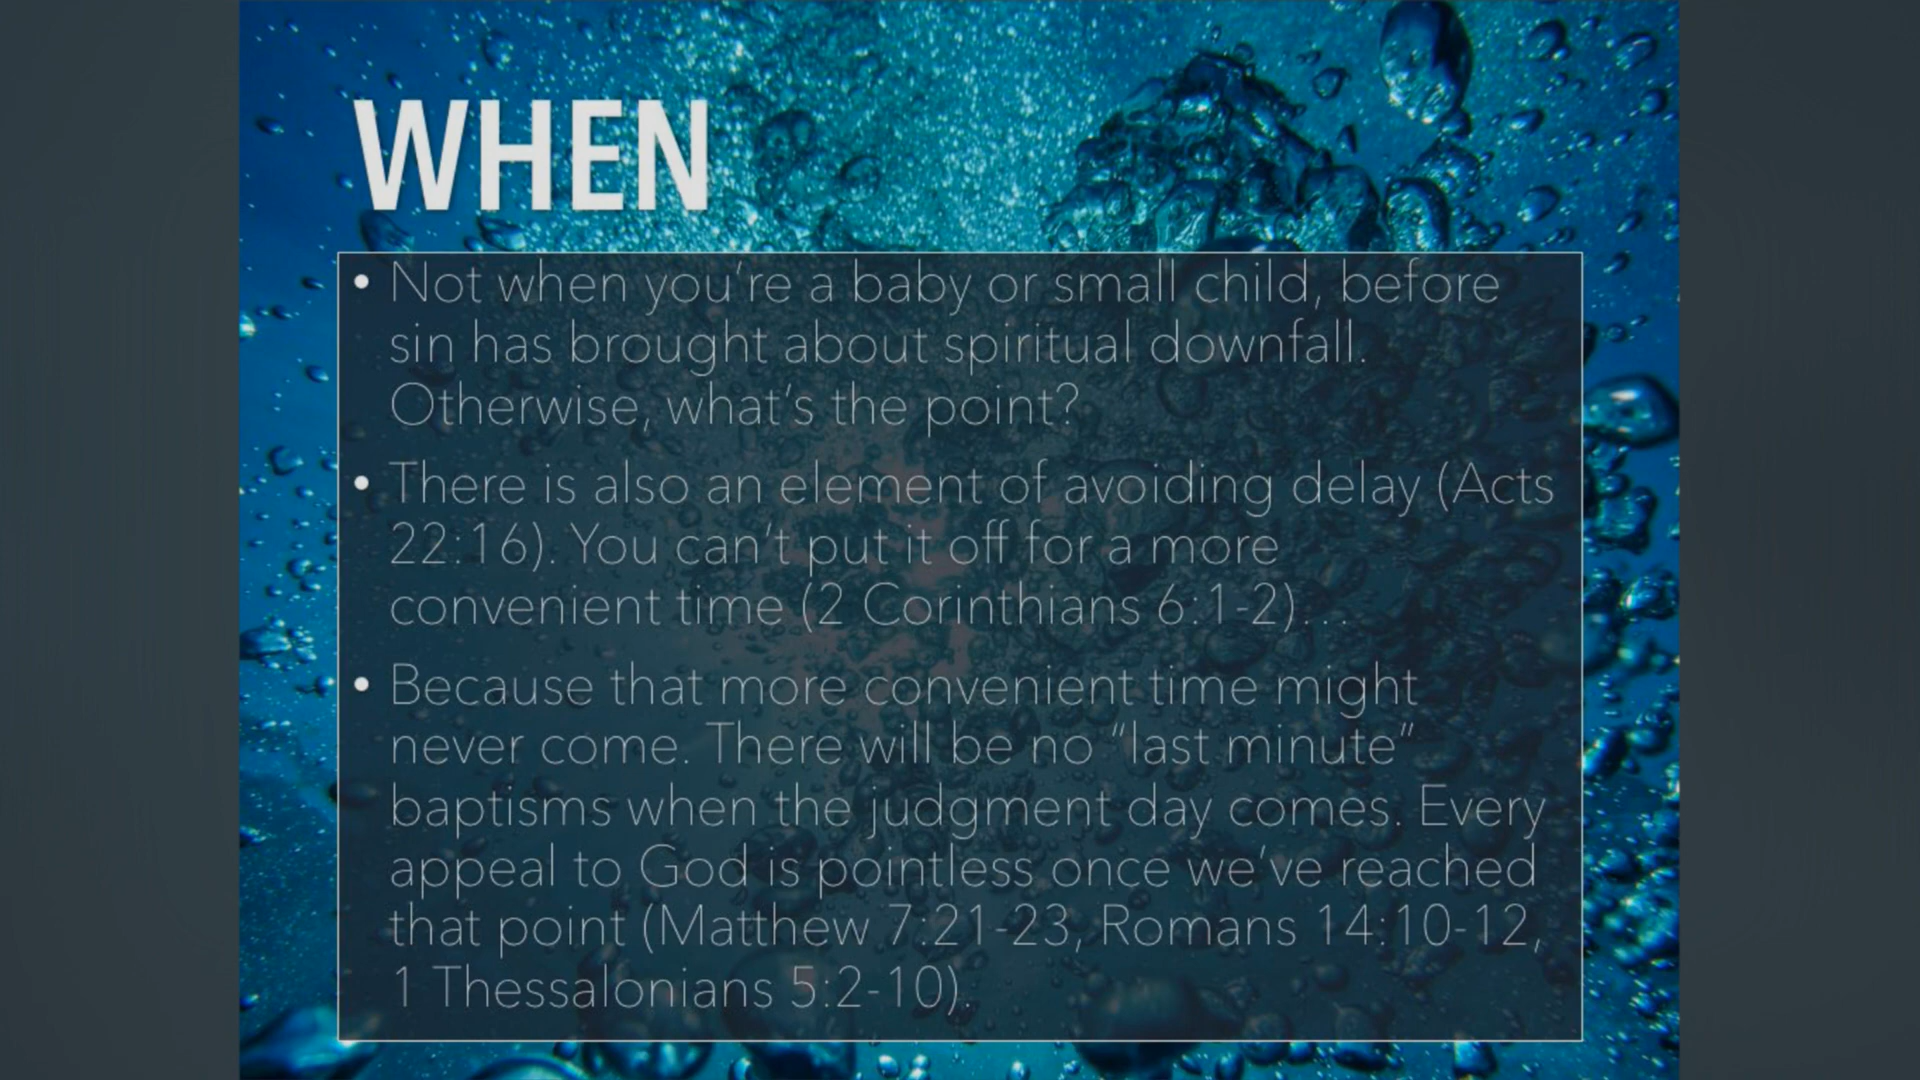 WHEN
• Not when you’re a baby or small child, before
sin has brought about spiritual downfall.
Otherwise, what’s the point?
• There is also an element of avoiding delay (Acts
22:16). You can’t put it off for a more
convenient time (2 Corinthians 6:1-2)…
• Because that more convenient time might
never come. There will be no “last minute”
baptisms when the judgment day comes. Every
appeal to God is pointless once we’ve reached
that point (Matthew 7:21-23, Romans 14:10-12,
1 Thessalonians 5:2-10).